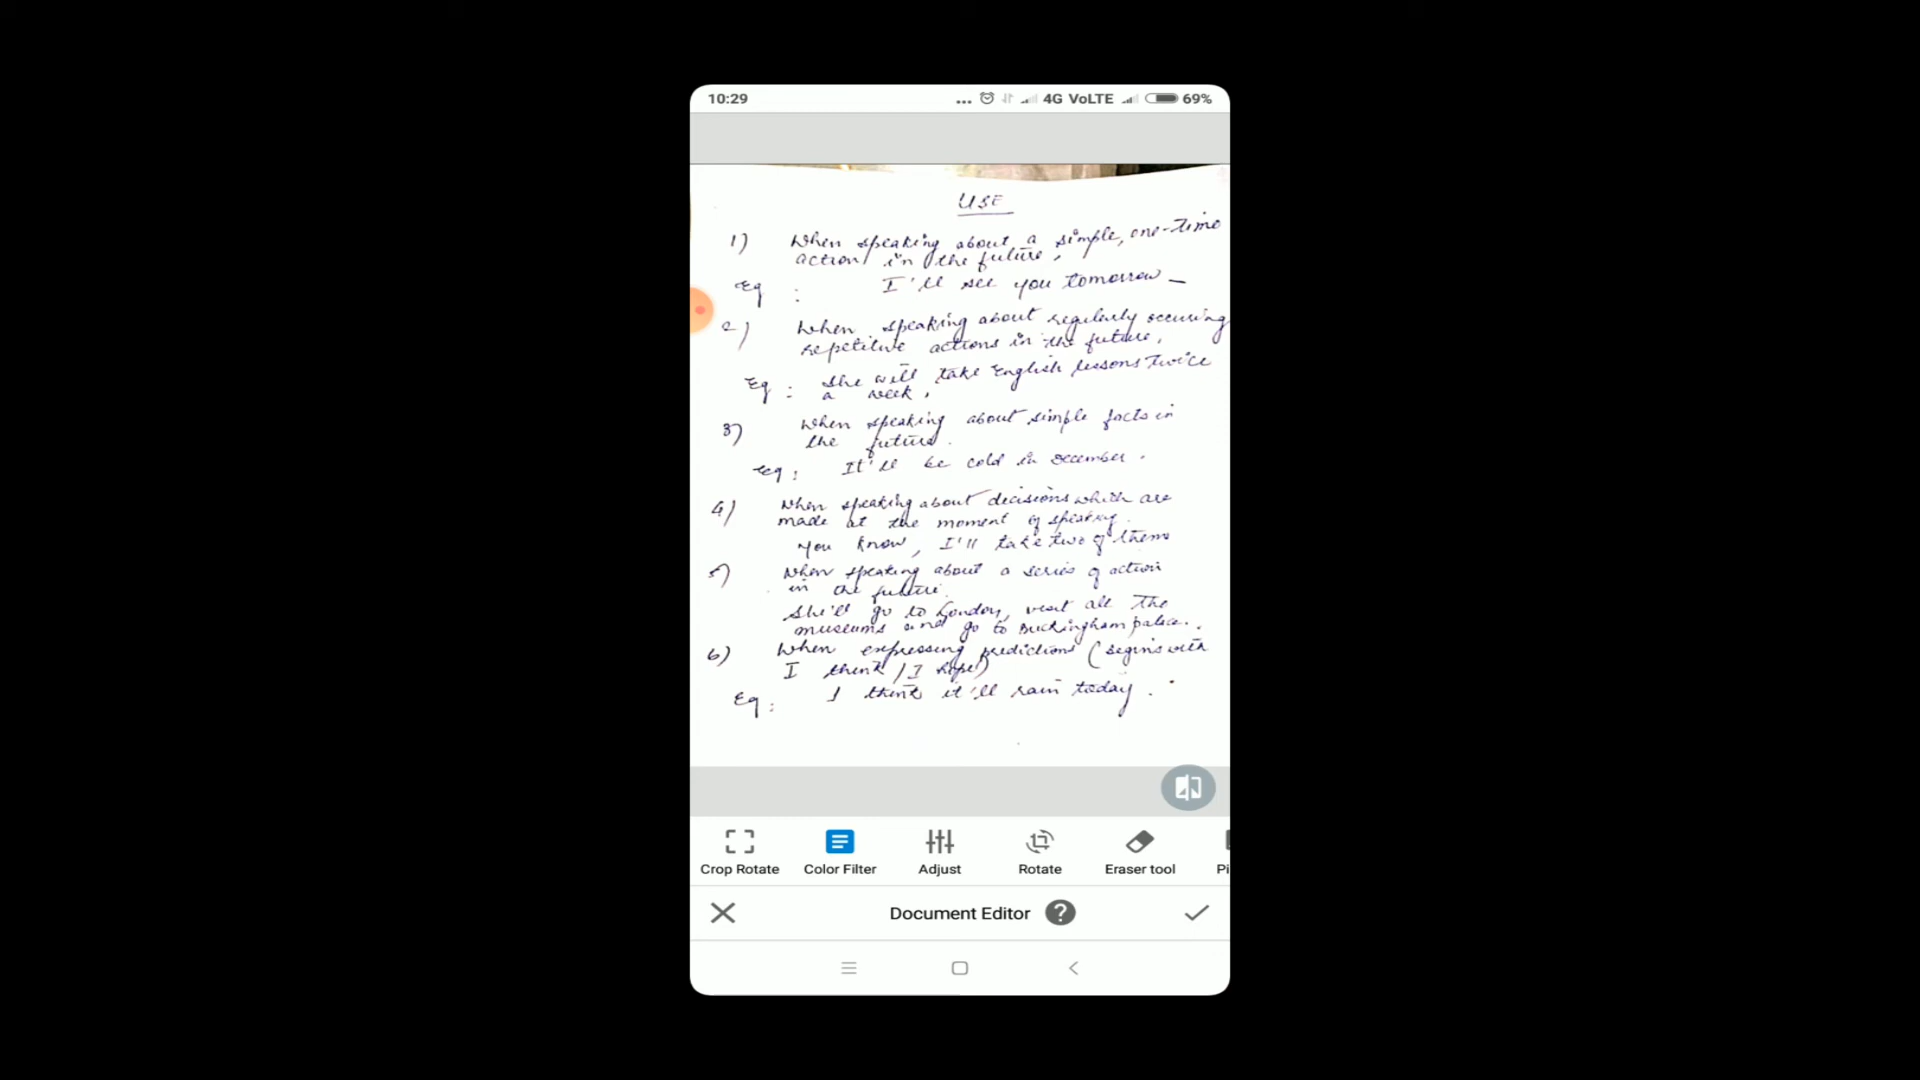 10:29
... 4G VoLTE 69%
USE
1) When speaking about a simple, one-time
action in the future.
Eg : I'll see you tomorrow -
2) When speaking about regularly occuring
repetitive actions in the future.
Eg : She will take English lessons twice
a week.
3) When speaking about simple facts in
the future.
Eg : It'll be cold in December.
4) When speaking about decisions which are
made at the moment of speaking.
You know, I'll take two of them
5) When speaking about a series of action
in the future.
She'll go to London, visit all the
museums and go to Buckingham palace.
6) When expressing predictions (begins with
I think / I hope)
Eg : I think it'll rain today.
Crop Rotate Color Filter Adjust Rotate Eraser tool Pi
Document Editor ?